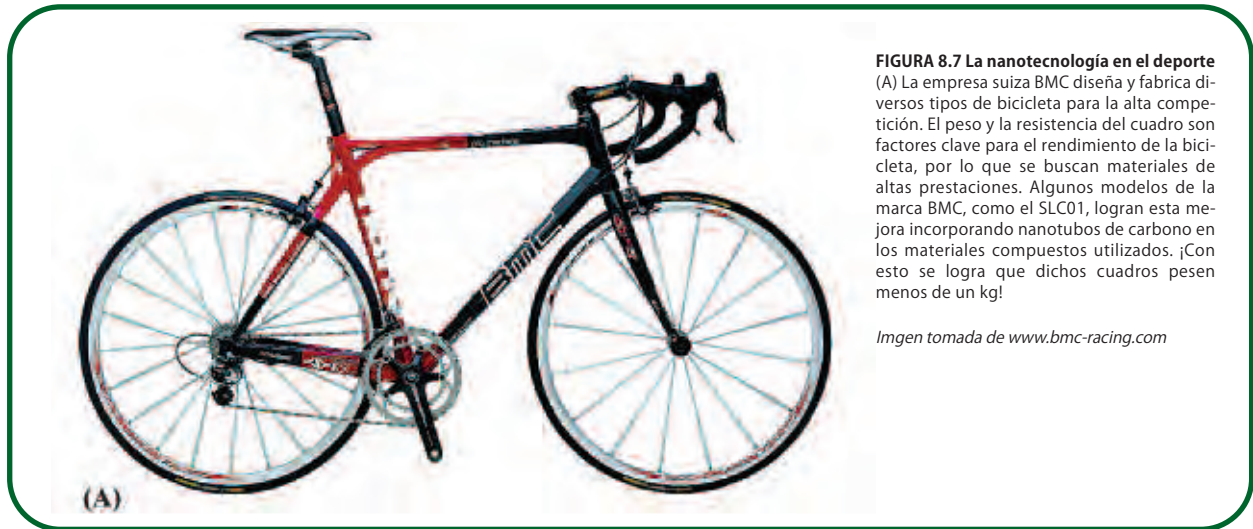 FIGURA 8.7 La nanotecnología en el deporte
(A) La empresa suiza BMC diseña y fabrica di-
versos tipos de bicicleta para la alta compe-
tición. El peso y la resistencia del cuadro son
factores clave para el rendimiento de la bici-
cleta, por lo que se buscan materiales de
altas prestaciones. Algunos modelos de la
marca BMC, como el SLC01, logran esta me-
jora incorporando nanotubos de carbono en
los materiales compuestos utilizados. ¡Con
esto se logra que dichos cuadros pesen
menos de un kg!
Imgen tomada de www.bmc-racing.com
BMC
(A)